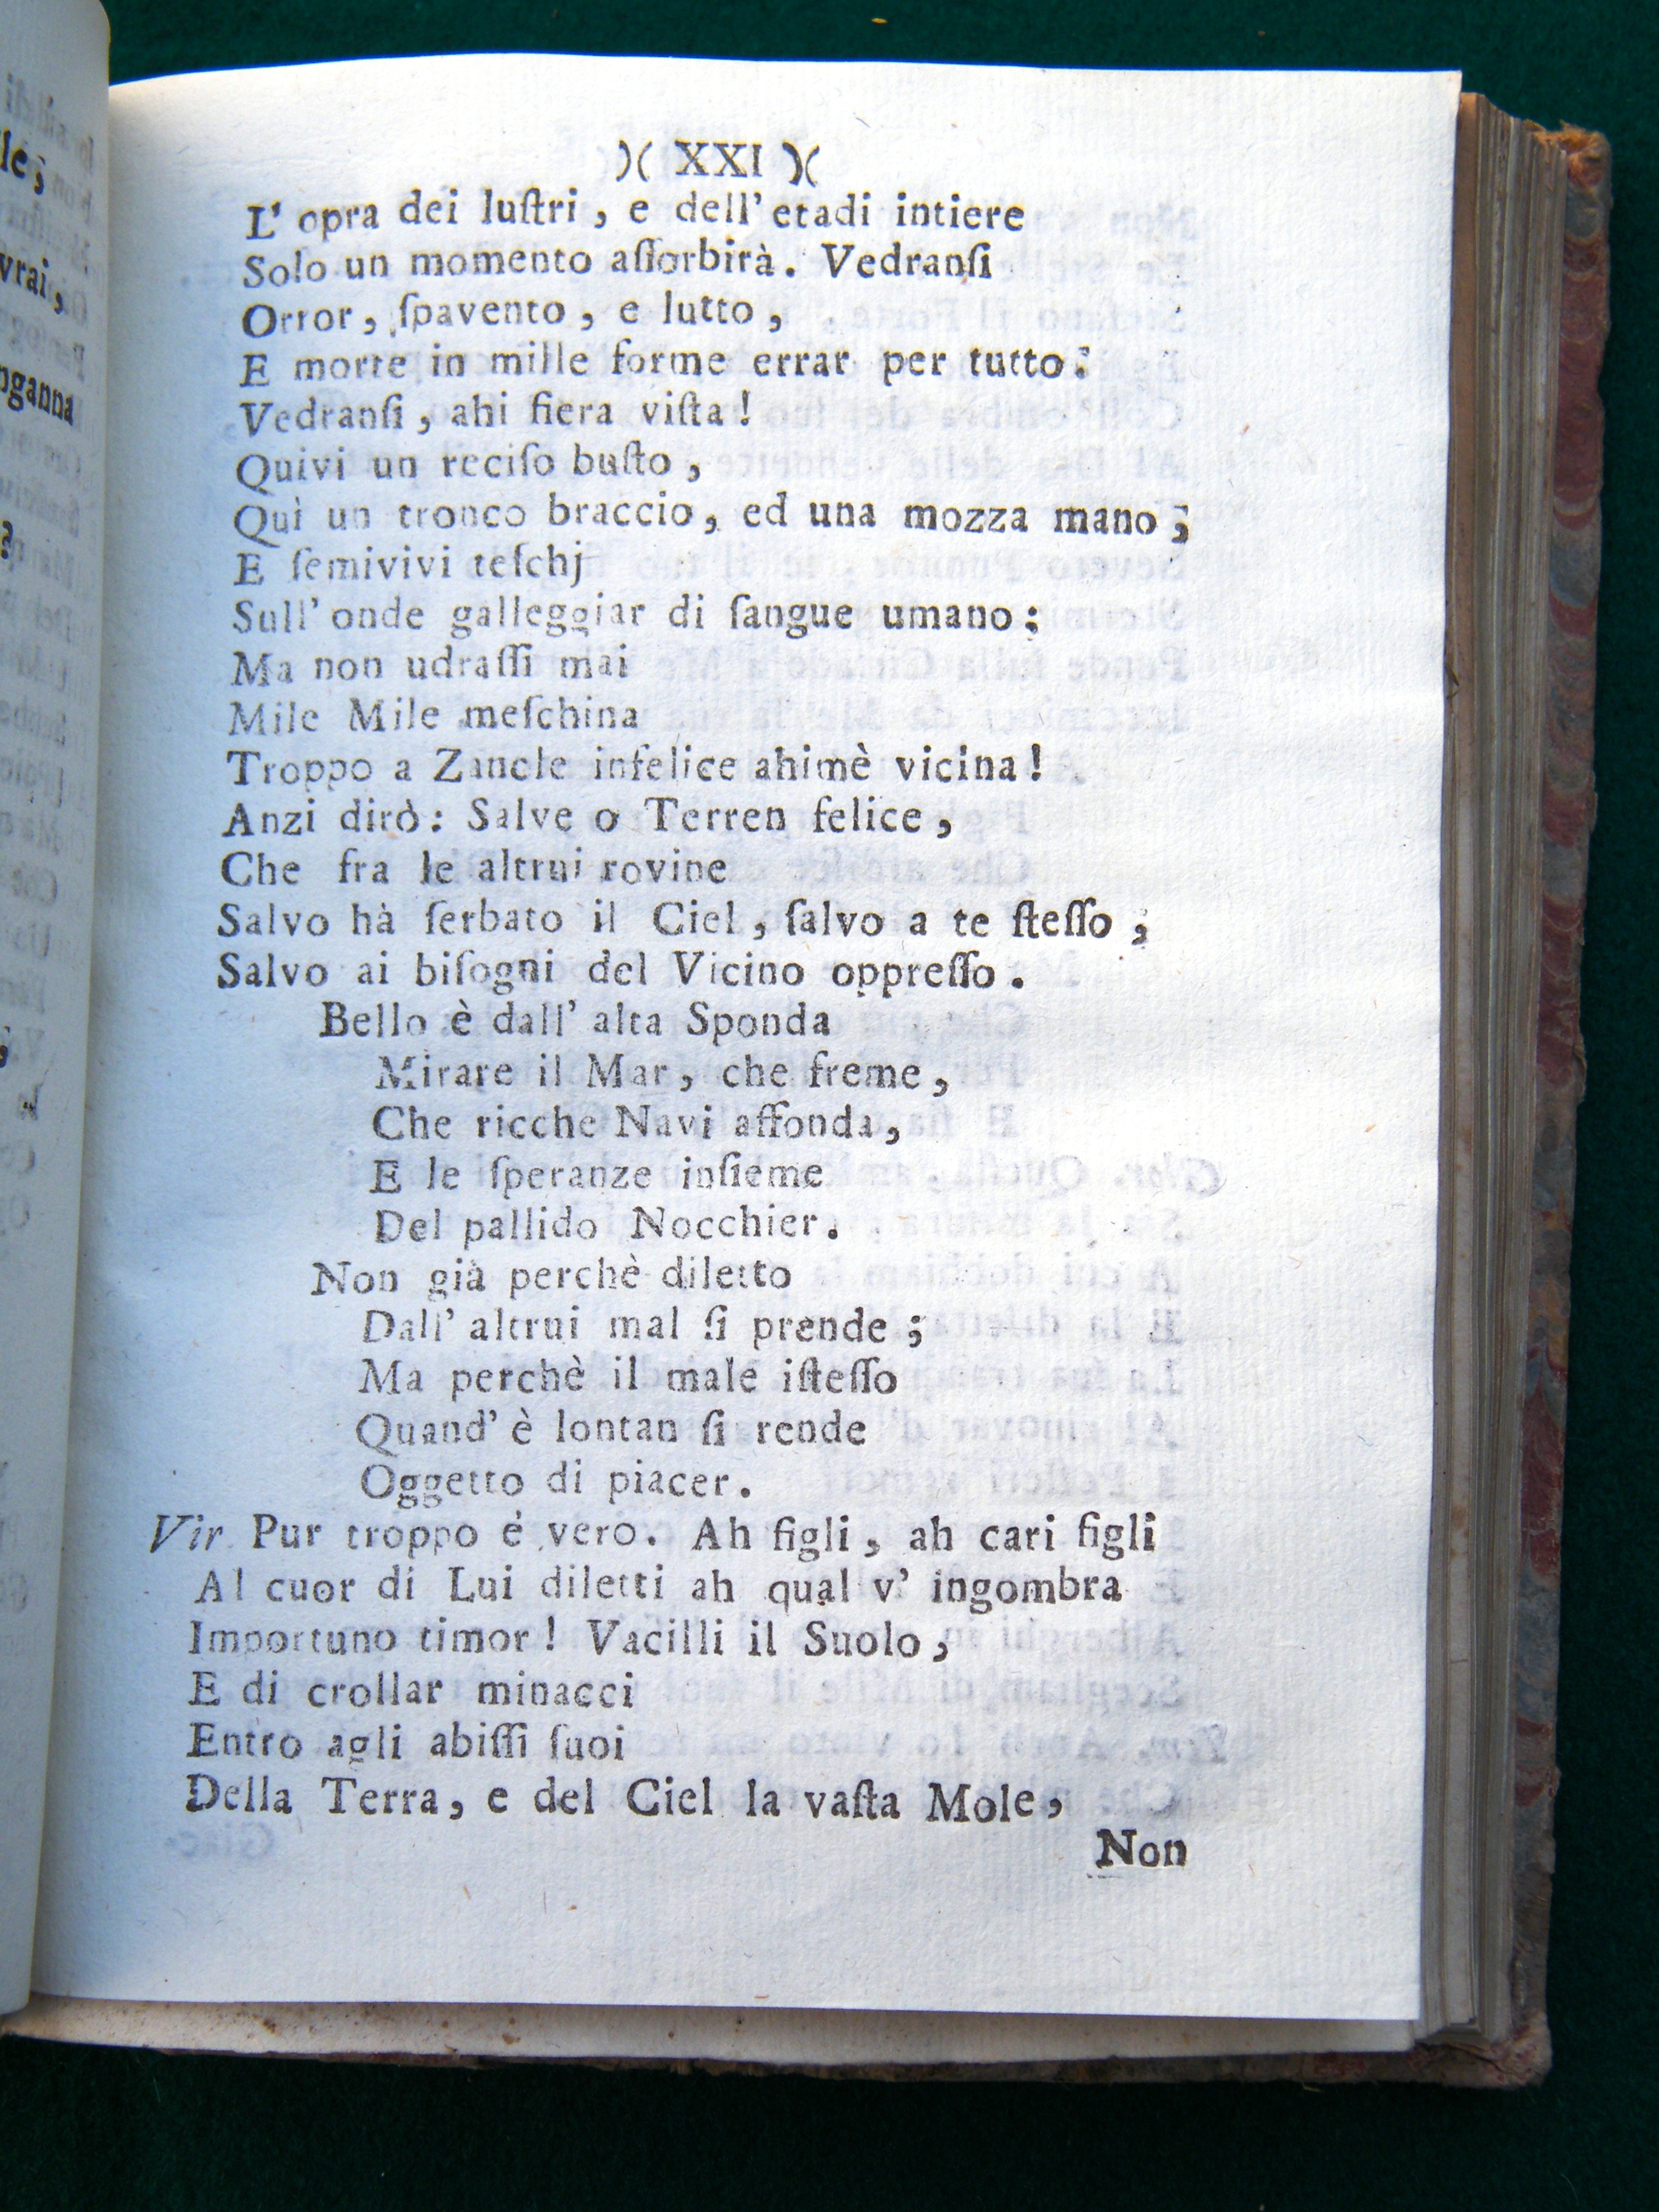 )( XXI )(
L' opra dei luſtri, e dell' etadi intiere
Solo un momento aſſorbirà. Vedranſi
Orror, ſpavento, e lutto,
E morte in mille forme errar per tutto:
Vedranſi, ahi fiera viſta!
Quivi un reciſo buſto,
Quì un tronco braccio, ed una mozza mano;
E ſemivivi teſchj
Sull' onde galleggiar di ſangue umano:
Ma non udraſſi mai
Mile Mile meſchina
Troppo a Zancle infelice ahimè vicina!
Anzi dirò: Salve o Terren felice,
Che fra le altrui rovine
Salvo hà ſerbato il Ciel, ſalvo a te ſteſſo;
Salvo ai biſogni del Vicino oppreſſo.
Bello è dall' alta Sponda
Mirare il Mar, che freme,
Che ricche Navi affonda,
E le ſperanze inſieme
Del pallido Nocchier.
Non già perchè diletto
Dall' altrui mal ſi prende;
Ma perchè il male iſteſſo
Quand' è lontan ſi rende
Oggetto di piacer.
Vir. Pur troppo é vero. Ah figli, ah cari figli
Al cuor di Lui diletti ah qual v' ingombra
Importuno timor! Vacilli il Suolo,
E di crollar minacci
Entro agli abiſſi ſuoi
Della Terra, e del Ciel la vaſta Mole,
Non
le;
vrai,
nganna